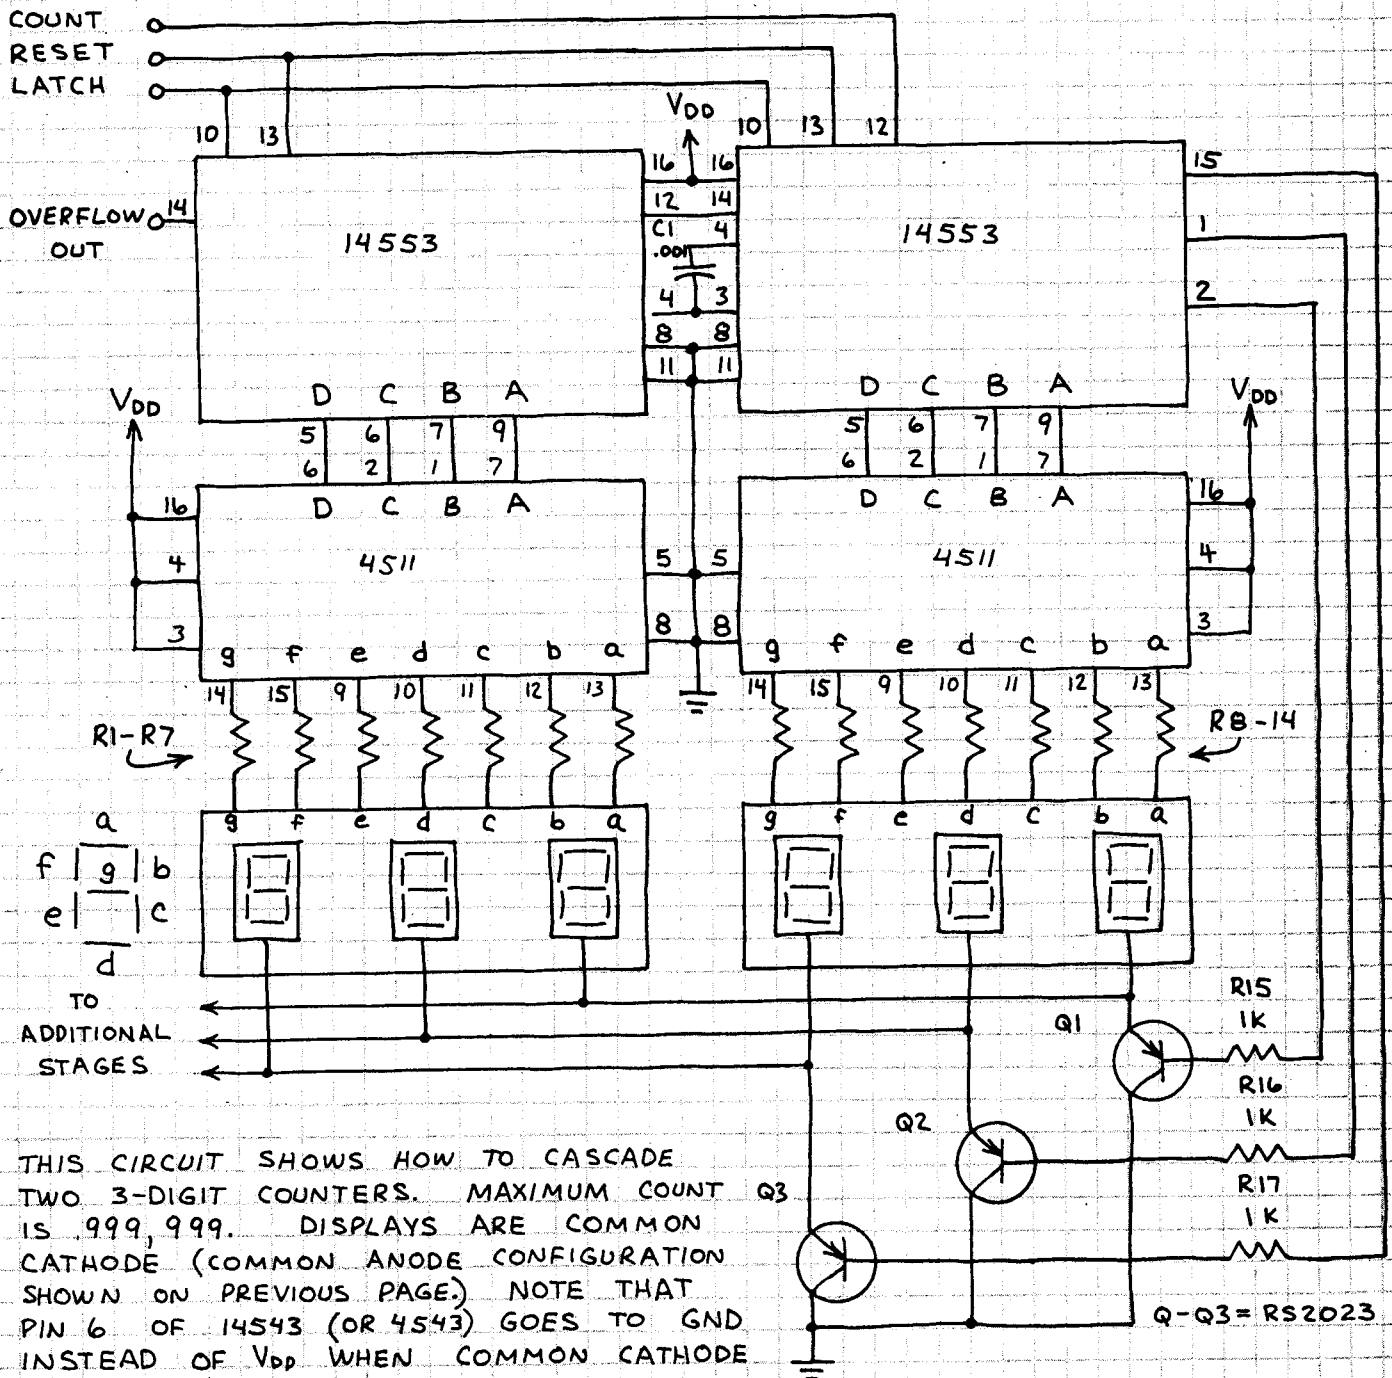 COUNT
RESET
LATCH
10 13
VDD
10 13 12
16 16
15
12 14
OVERFLOW 14
OUT
14553
C1 4
.001
14553
1
4 3
2
8 8
11 11
D C B A
D C B A
VDD
VDD
5 6 7 9
5 6 7 9
6 2 1 7
6 2 1 7
16
D C B A
D C B A
16
4
4511
5 5
4511
4
3
8 8
3
g f e d c b a
g f e d c b a
14 15 9 10 11 12 13
14 15 9 10 11 12 13
R1-R7
R8-14
g f e d c b a
g f e d c b a
a
f g b
e c
d
TO
ADDITIONAL
STAGES
Q1
R15
1K
R16
1K
Q2
R17
1K
Q3
THIS CIRCUIT SHOWS HOW TO CASCADE
TWO 3-DIGIT COUNTERS. MAXIMUM COUNT
IS 999,999. DISPLAYS ARE COMMON
CATHODE (COMMON ANODE CONFIGURATION
SHOWN ON PREVIOUS PAGE.) NOTE THAT
PIN 6 OF 14543 (OR 4543) GOES TO GND
INSTEAD OF VDD WHEN COMMON CATHODE
Q-Q3=RS2023